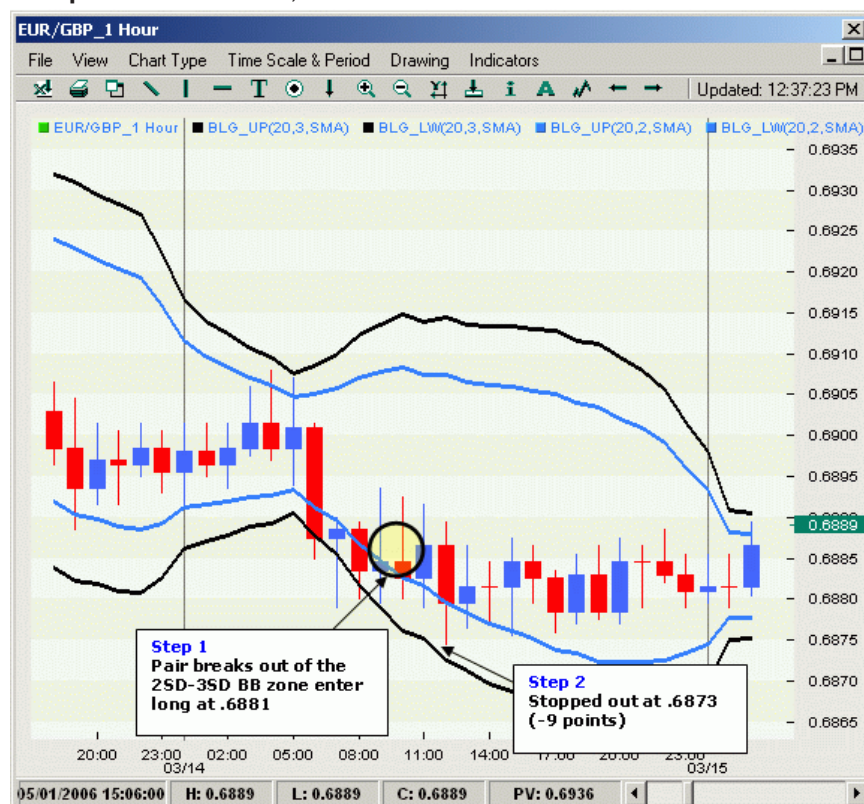 EUR/GBP_1 Hour
File View Chart Type Time Scale & Period Drawing Indicators
T i A Updated: 12:37:23 PM
EUR/GBP_1 Hour BLG_UP(20,3,SMA) BLG_LW(20,3,SMA) BLG_UP(20,2,SMA) BLG_LW(20,2,SMA)
0.6935
0.6930
0.6925
0.6920
0.6915
0.6910
0.6905
0.6900
0.6895
0.6889
0.6885
0.6880
0.6875
0.6870
0.6865
Step 1
Pair breaks out of the
2SD-3SD BB zone enter
long at .6881
Step 2
Stopped out at .6873
(-9 points)
20:00 23:00 02:00 05:00 08:00 11:00 14:00 17:00 20:00 23:00
03/14 03/15
05/01/2006 15:06:00 H: 0.6889 L: 0.6889 C: 0.6889 PV: 0.6936